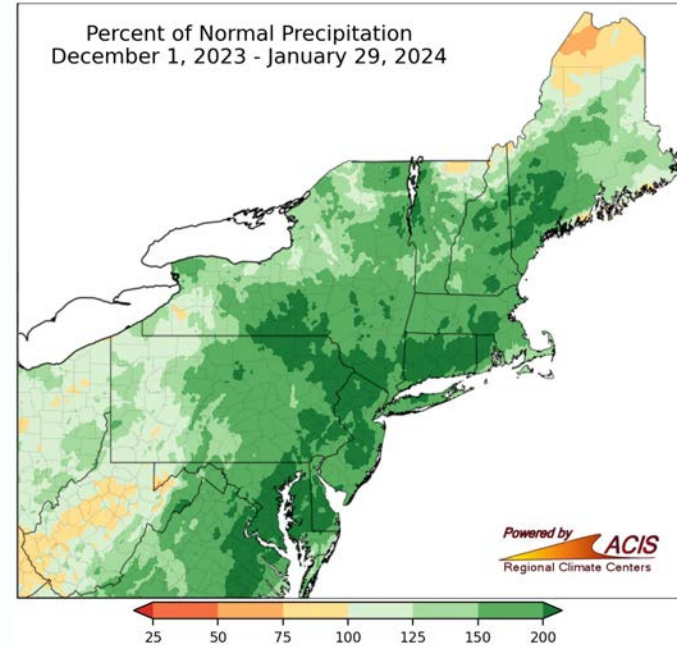 Percent of Normal Precipitation
December 1, 2023 - January 29, 2024
Powered by
ACIS
Regional Climate Centers
25 50 75 100 125 150 200